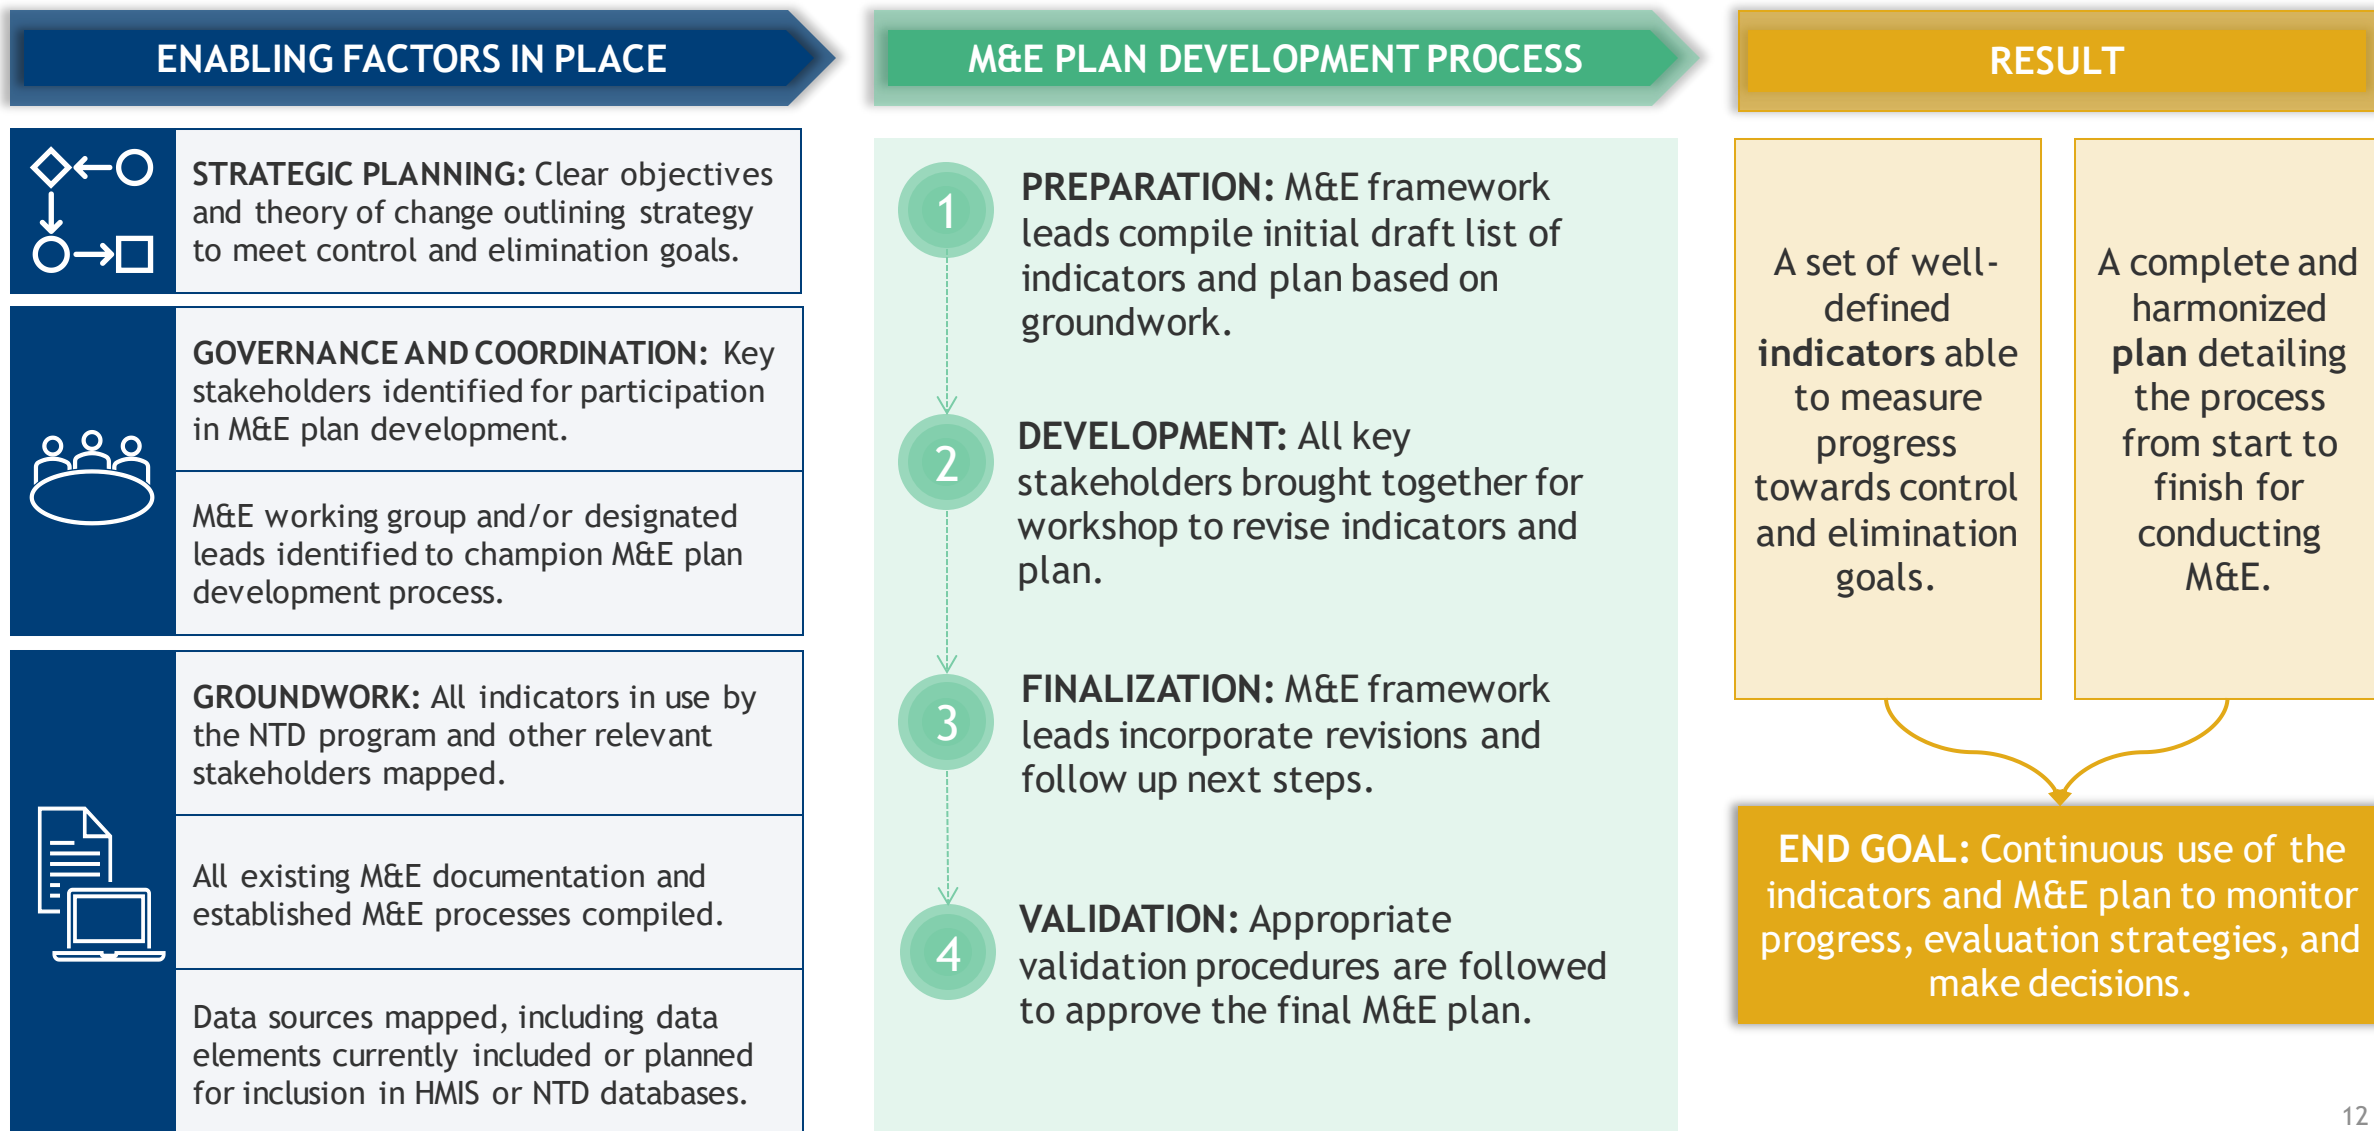 ENABLING FACTORS IN PLACE
STRATEGIC PLANNING: Clear objectives
and theory of change outlining strategy
to meet control and elimination goals.
GOVERNANCE AND COORDINATION: Key
stakeholders identified for participation
in M&E plan development.
M&E working group and/or designated
leads identified to champion M&E plan
development process.
GROUNDWORK: All indicators in use by
the NTD program and other relevant
stakeholders mapped.
All existing M&E documentation and
established M&E processes compiled.
Data sources mapped, including data
elements currently included or planned
for inclusion in HMIS or NTD databases.
M&E PLAN DEVELOPMENT PROCESS
1
PREPARATION: M&E framework
leads compile initial draft list of
indicators and plan based on
groundwork.
2
DEVELOPMENT: All key
stakeholders brought together for
workshop to revise indicators and
plan.
3
FINALIZATION: M&E framework
leads incorporate revisions and
follow up next steps.
4
VALIDATION: Appropriate
validation procedures are followed
to approve the final M&E plan.
RESULT
A set of well-
defined
indicators able
to measure
progress
towards control
and elimination
goals.
A complete and
harmonized
plan detailing
the process
from start to
finish for
conducting
M&E.
END GOAL: Continuous use of the
indicators and M&E plan to monitor
progress, evaluation strategies, and
make decisions.
12